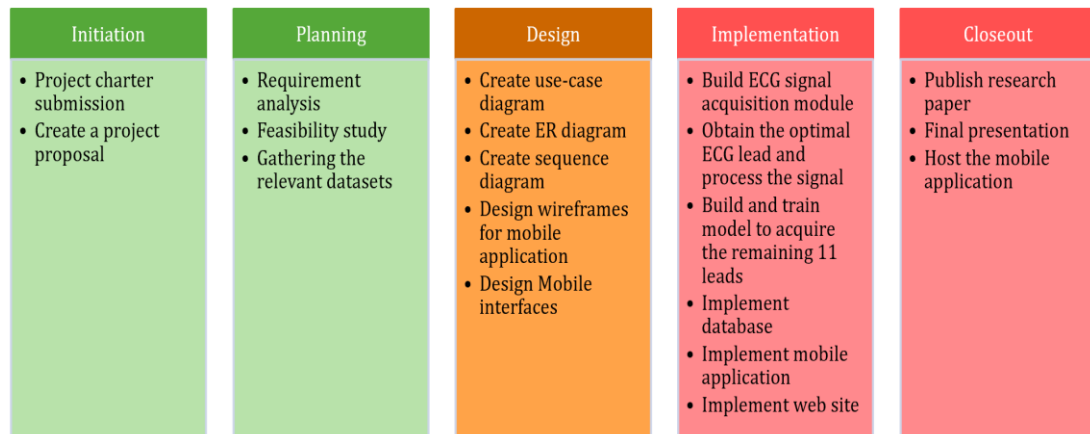 Initiation
• Project charter
submission
• Create a project
proposal
Planning
• Requirement
analysis
• Feasibility study
• Gathering the
relevant datasets
Design
• Create use-case
diagram
• Create ER diagram
• Create sequence
diagram
• Design wireframes
for mobile
application
• Design Mobile
interfaces
Implementation
• Build ECG signal
acquisition module
• Obtain the optimal
ECG lead and
process the signal
• Build and train
model to acquire
the remaining 11
leads
• Implement
database
• Implement mobile
application
• Implement web site
Closeout
• Publish research
paper
• Final presentation
• Host the mobile
application